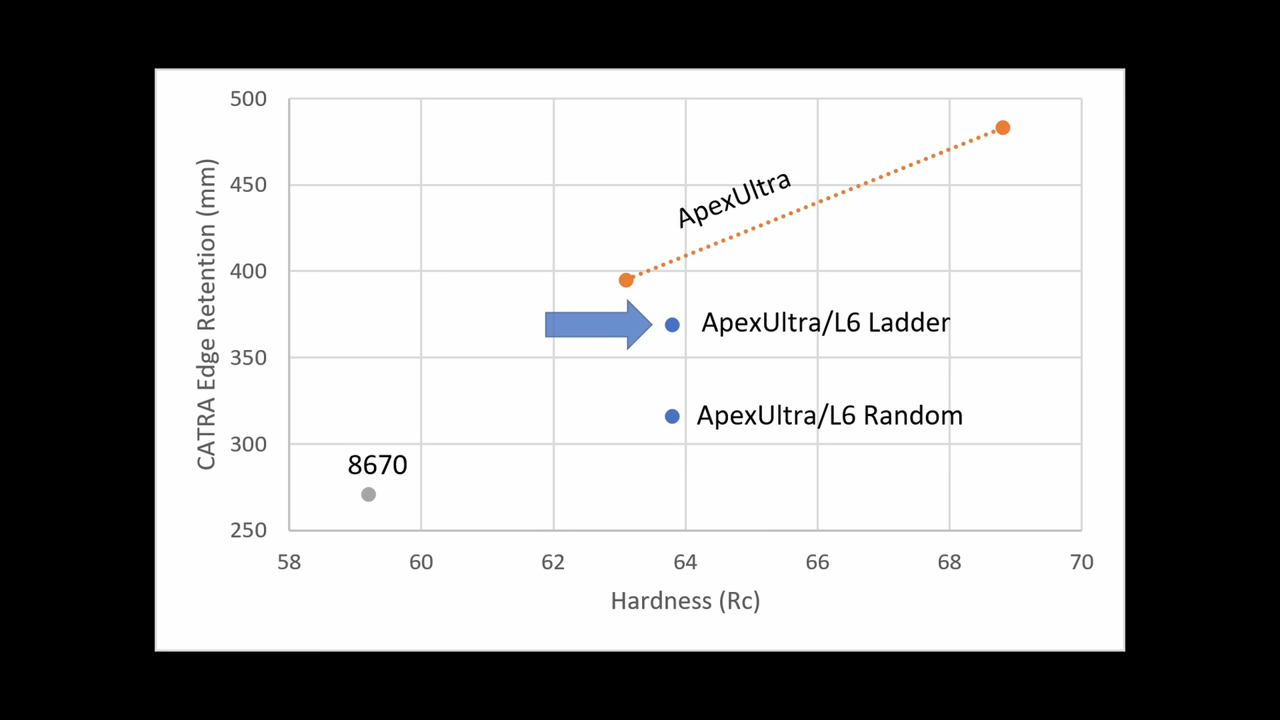 500
450
400
350
300
250
CATRA Edge Retention (mm)
ApexUltra
ApexUltra/L6 Ladder
ApexUltra/L6 Random
8670
58 60 62 64 66 68 70
Hardness (Rc)